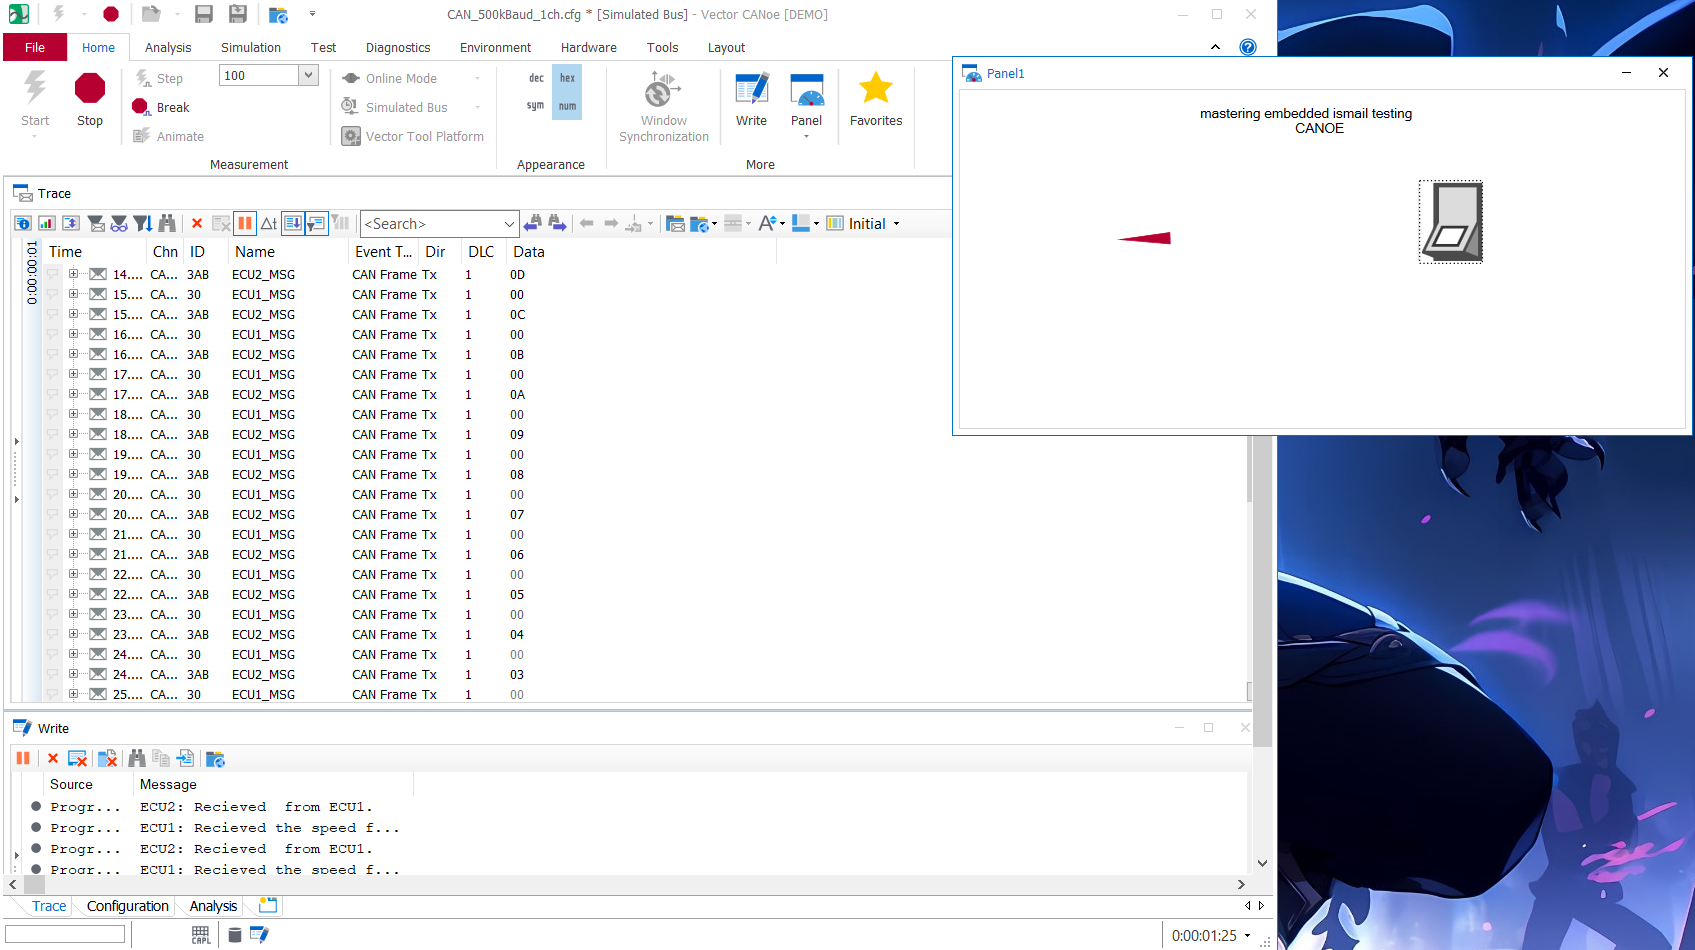 CAN_500kBaud_1ch.cfg * [Simulated Bus] - Vector CANoe [DEMO]
File Home Analysis Simulation Test Diagnostics Environment Hardware Tools Layout
Start
Stop
Step
Break
Animate
100
Measurement
Online Mode
Simulated Bus
Vector Tool Platform
dec hex
sym num
Appearance
Window
Synchronization
Write
Panel
More
Favorites
Panel1
mastering embedded ismail testing
CANOE
Trace
<Search>
Initial
0:00:00:01
Time Chn ID Name Event T... Dir DLC Data
14.... CA... 3AB ECU2_MSG CAN Frame Tx 1 0D
15.... CA... 30 ECU1_MSG CAN Frame Tx 1 00
15.... CA... 3AB ECU2_MSG CAN Frame Tx 1 0C
16.... CA... 30 ECU1_MSG CAN Frame Tx 1 00
16.... CA... 3AB ECU2_MSG CAN Frame Tx 1 0B
17.... CA... 30 ECU1_MSG CAN Frame Tx 1 00
17.... CA... 3AB ECU2_MSG CAN Frame Tx 1 0A
18.... CA... 30 ECU1_MSG CAN Frame Tx 1 00
18.... CA... 3AB ECU2_MSG CAN Frame Tx 1 09
19.... CA... 30 ECU1_MSG CAN Frame Tx 1 00
19.... CA... 3AB ECU2_MSG CAN Frame Tx 1 08
20.... CA... 30 ECU1_MSG CAN Frame Tx 1 00
20.... CA... 3AB ECU2_MSG CAN Frame Tx 1 07
21.... CA... 30 ECU1_MSG CAN Frame Tx 1 00
21.... CA... 3AB ECU2_MSG CAN Frame Tx 1 06
22.... CA... 30 ECU1_MSG CAN Frame Tx 1 00
22.... CA... 3AB ECU2_MSG CAN Frame Tx 1 05
23.... CA... 30 ECU1_MSG CAN Frame Tx 1 00
23.... CA... 3AB ECU2_MSG CAN Frame Tx 1 04
24.... CA... 30 ECU1_MSG CAN Frame Tx 1 00
24.... CA... 3AB ECU2_MSG CAN Frame Tx 1 03
25.... CA... 30 ECU1_MSG CAN Frame Tx 1 00
Write
Source Message
Progr... ECU2: Recieved  from ECU1.
Progr... ECU1: Recieved the speed f...
Progr... ECU2: Recieved  from ECU1.
Progr... ECU1: Recieved the speed f...
Trace Configuration Analysis
CAPL
0:00:01:25